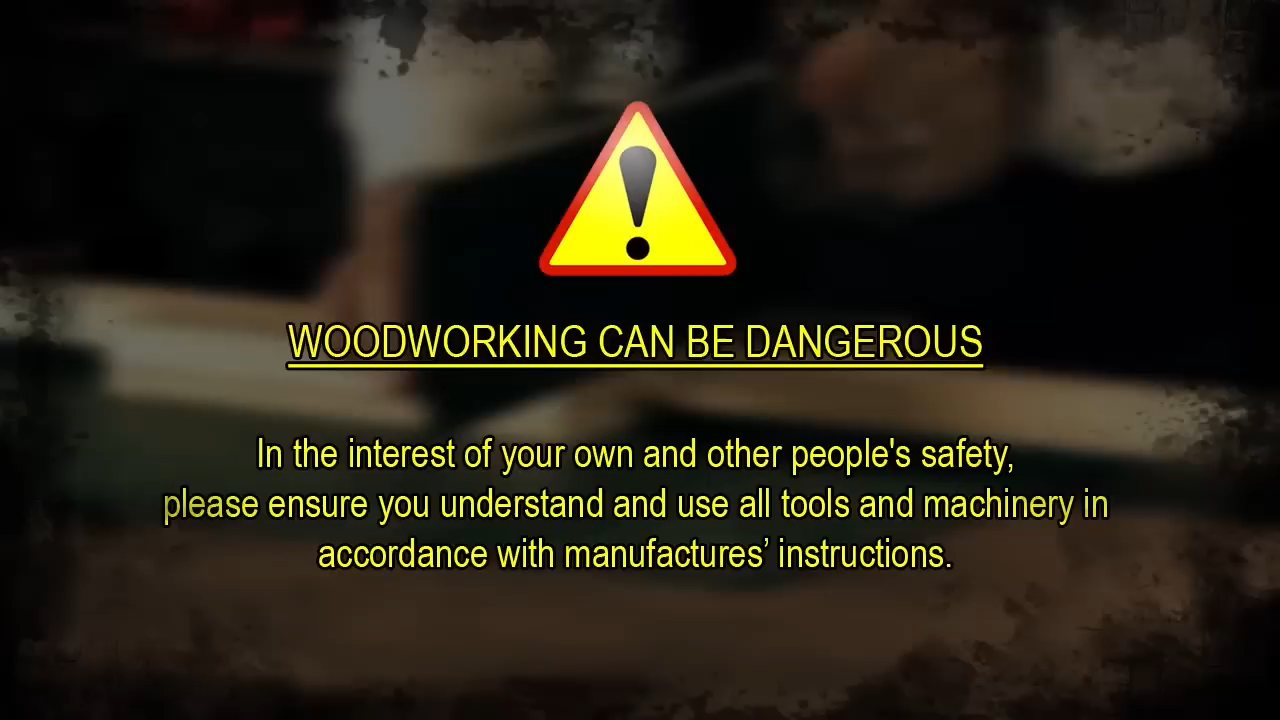 WOODWORKING CAN BE DANGEROUS
In the interest of your own and other people's safety,
please ensure you understand and use all tools and machinery in
accordance with manufactures’ instructions.